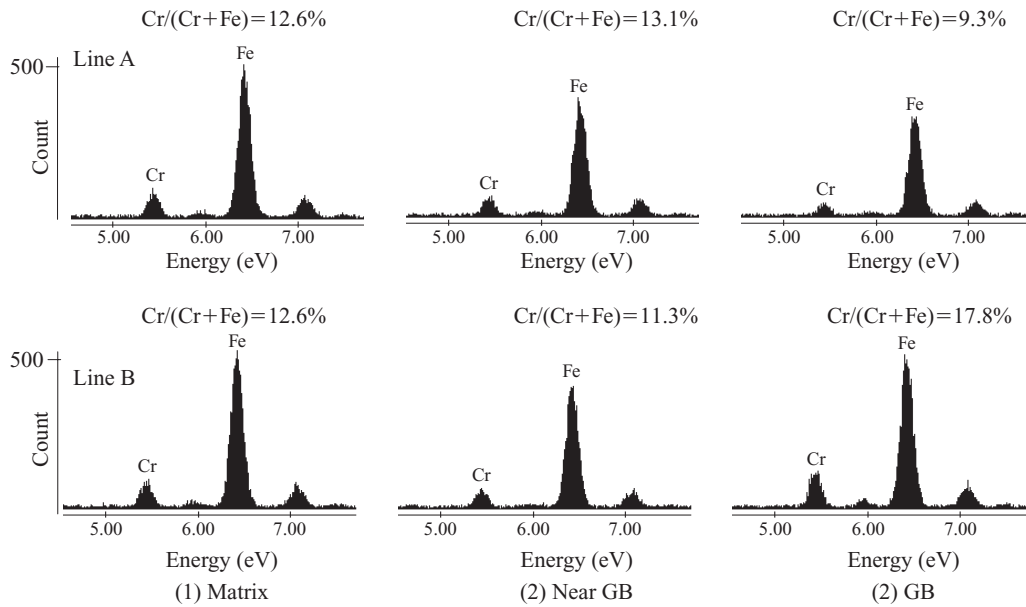 Cr/(Cr+Fe)=12.6%
Cr/(Cr+Fe)=13.1%
Cr/(Cr+Fe)=9.3%
Line A
500
Count
Cr
Fe
5.00 6.00 7.00
Energy (eV)
Cr
Fe
5.00 6.00 7.00
Energy (eV)
Cr
Fe
5.00 6.00 7.00
Energy (eV)
Cr/(Cr+Fe)=12.6%
Cr/(Cr+Fe)=11.3%
Cr/(Cr+Fe)=17.8%
Line B
500
Count
Cr
Fe
5.00 6.00 7.00
Energy (eV)
(1) Matrix
Cr
Fe
5.00 6.00 7.00
Energy (eV)
(2) Near GB
Cr
Fe
5.00 6.00 7.00
Energy (eV)
(2) GB